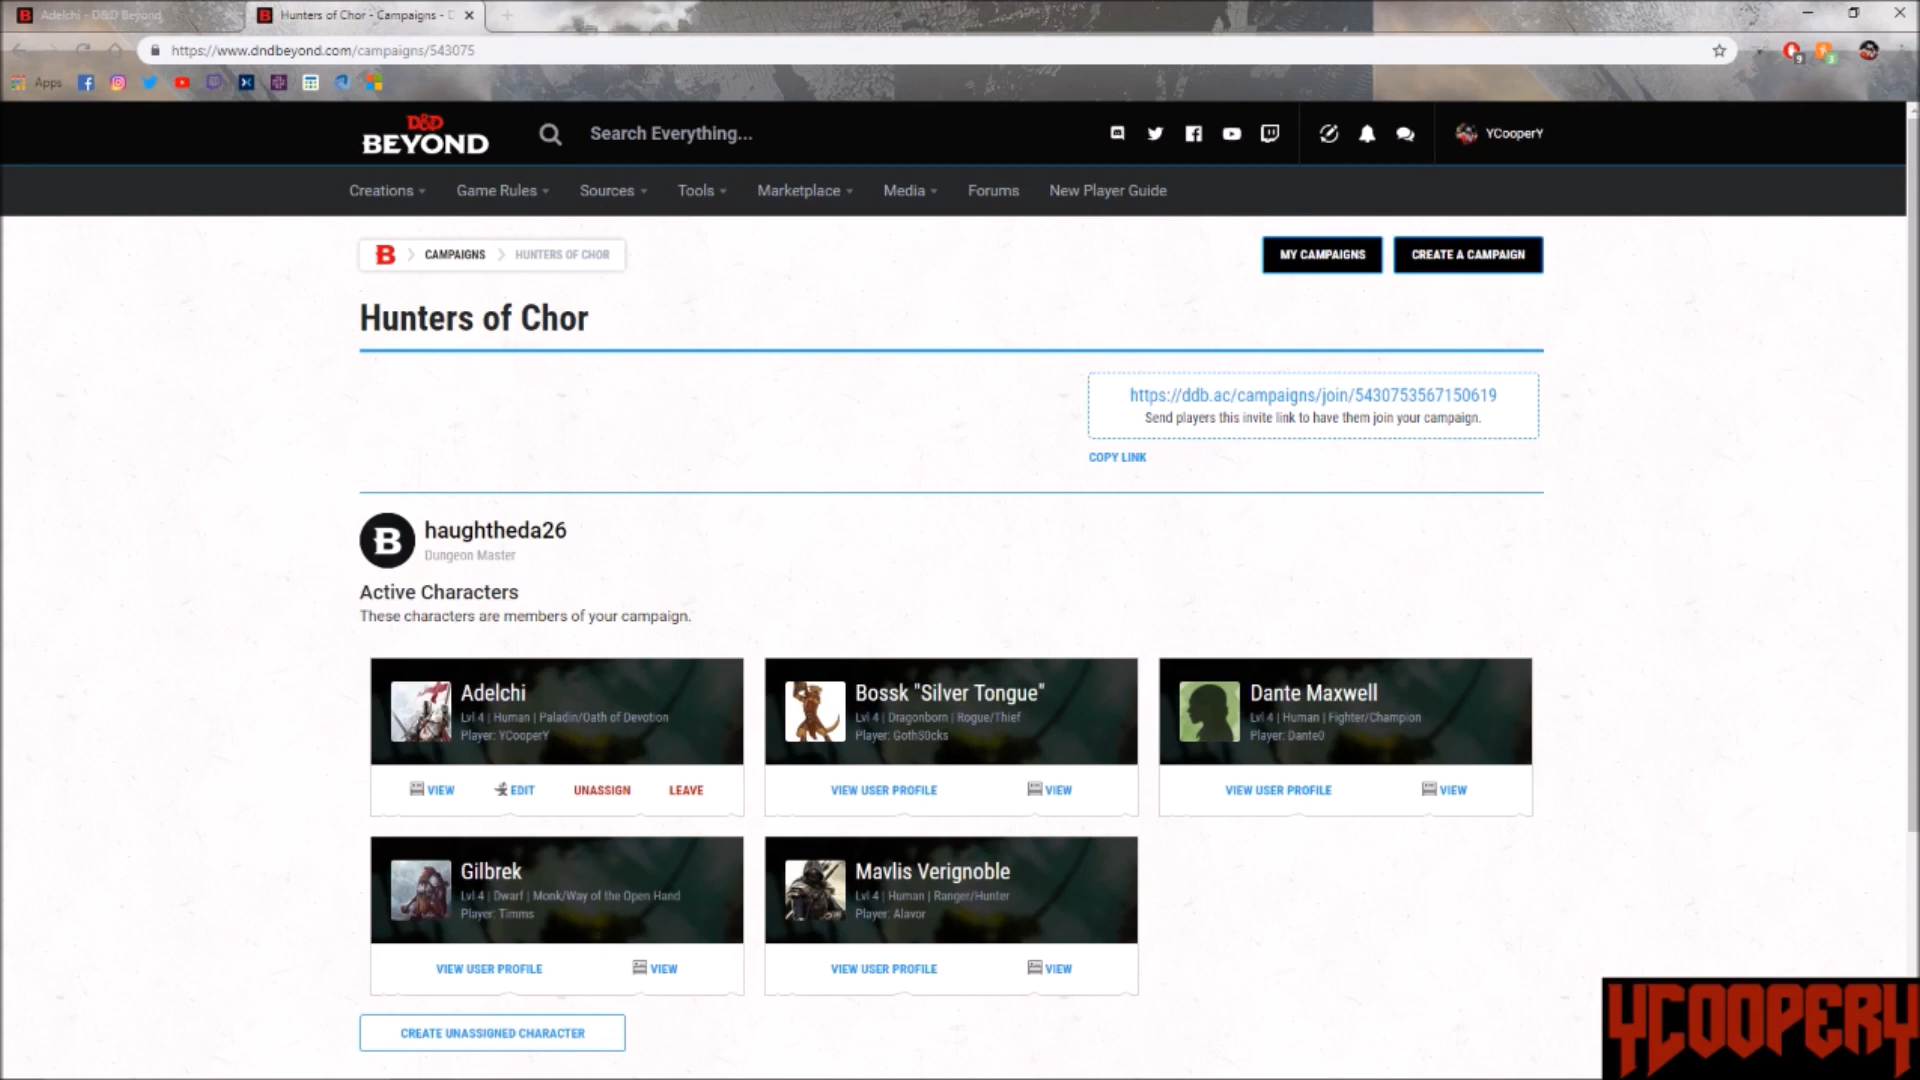 Adelchi - D&D Beyond
Hunters of Chor - Campaigns - D
https://www.dndbeyond.com/campaigns/543075
Apps
D&D
BEYOND
Search Everything...
YCooperY
Creations
Game Rules
Sources
Tools
Marketplace
Media
Forums
New Player Guide
CAMPAIGNS
HUNTERS OF CHOR
MY CAMPAIGNS
CREATE A CAMPAIGN
Hunters of Chor
https://ddb.ac/campaigns/join/5430753567150619
Send players this invite link to have them join your campaign.
COPY LINK
haughtheda26
Dungeon Master
Active Characters
These characters are members of your campaign.
Adelchi
Lvl 4 | Human | Paladin/Oath of Devotion
Player: YCooperY
VIEW
EDIT
UNASSIGN
LEAVE
Bossk "Silver Tongue"
Lvl 4 | Dragonborn | Rogue/Thief
Player: GothS0cks
VIEW USER PROFILE
VIEW
Dante Maxwell
Lvl 4 | Human | Fighter/Champion
Player: Dante0
VIEW USER PROFILE
VIEW
Gilbrek
Lvl 4 | Dwarf | Monk/Way of the Open Hand
Player: Timms
VIEW USER PROFILE
VIEW
Mavlis Verignoble
Lvl 4 | Human | Ranger/Hunter
Player: Alavor
VIEW USER PROFILE
VIEW
CREATE UNASSIGNED CHARACTER
YCOOPERY